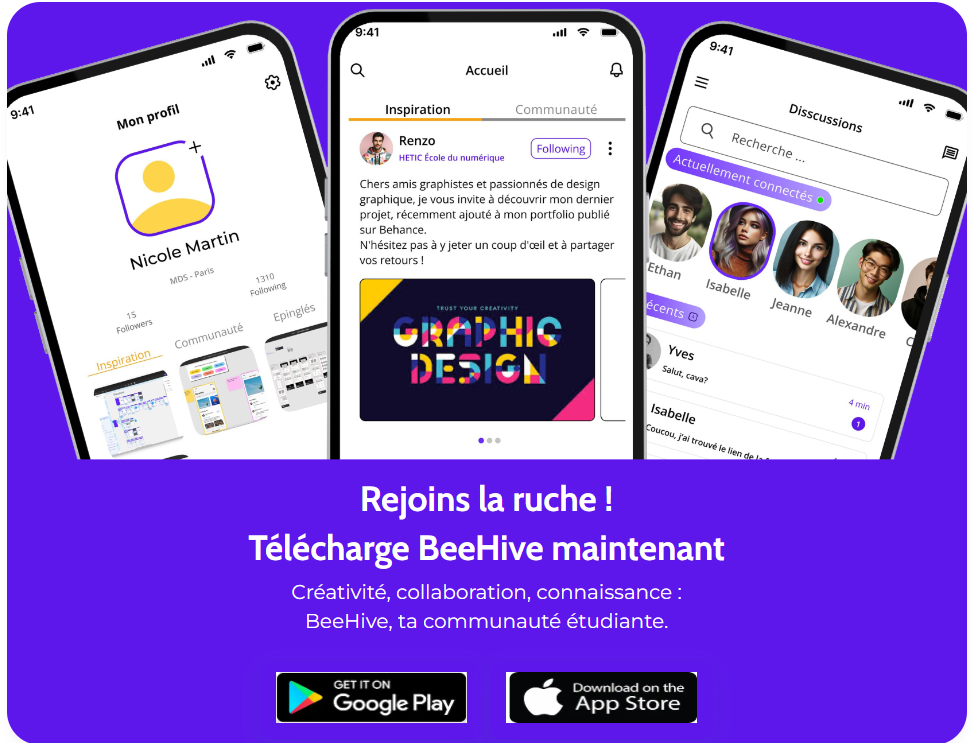 9:41
Mon profil
Nicole Martin
MDS - Paris
15
Followers
1310
Following
Inspiration
Communauté
Epinglés
9:41
Accueil
Inspiration
Communauté
Renzo
HETIC École du numérique
Following
Chers amis graphistes et passionnés de design
graphique, je vous invite à découvrir mon dernier
projet, récemment ajouté à mon portfolio publié
sur Behance.
N'hésitez pas à y jeter un coup d'œil et à partager
vos retours !
TRUST YOUR CREATIVITY
GRAPHIC
DESIGN
9:41
Disscussions
Recherche ...
Actuellement connectés
Ethan
Isabelle
Jeanne
Alexandre
écents
Yves
Salut, cava?
4 min
1
Isabelle
Coucou, j'ai trouvé le lien de la
Rejoins la ruche !
Télécharge BeeHive maintenant
Créativité, collaboration, connaissance :
BeeHive, ta communauté étudiante.
GET IT ON
Google Play
Download on the
App Store